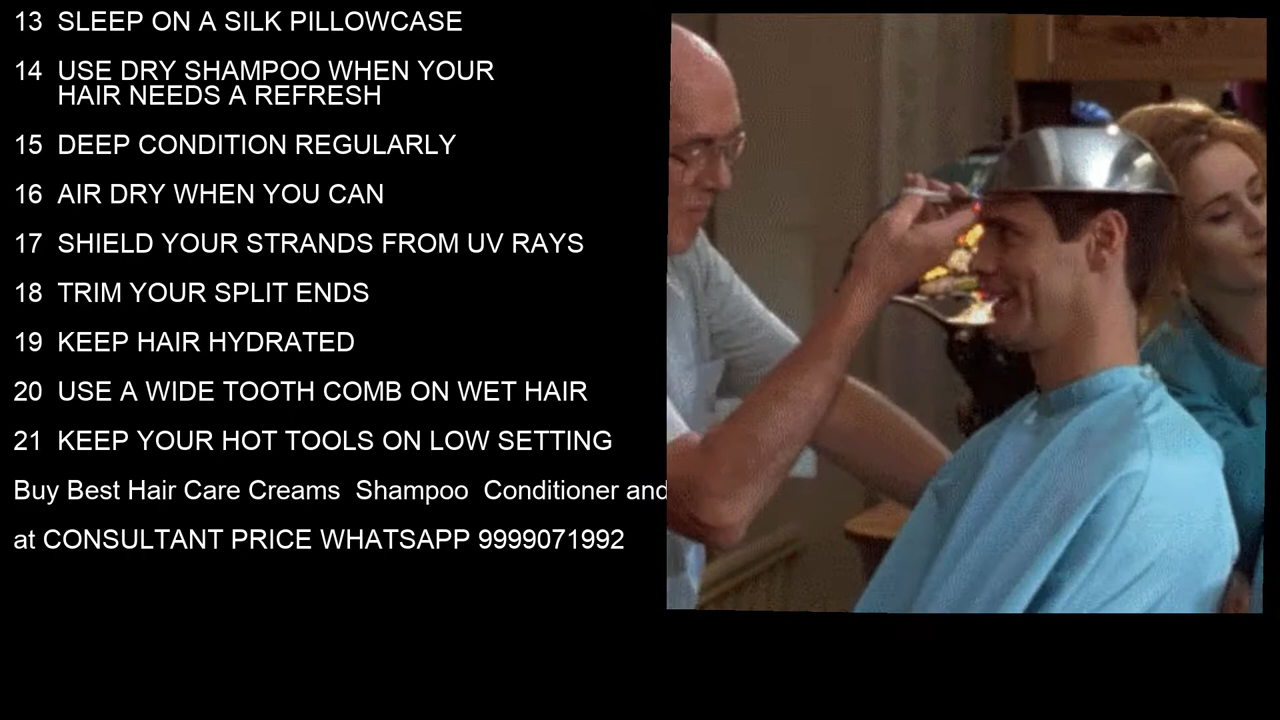 13 SLEEP ON A SILK PILLOWCASE
14 USE DRY SHAMPOO WHEN YOUR
HAIR NEEDS A REFRESH
15 DEEP CONDITION REGULARLY
16 AIR DRY WHEN YOU CAN
17 SHIELD YOUR STRANDS FROM UV RAYS
18 TRIM YOUR SPLIT ENDS
19 KEEP HAIR HYDRATED
20 USE A WIDE TOOTH COMB ON WET HAIR
21 KEEP YOUR HOT TOOLS ON LOW SETTING
Buy Best Hair Care Creams Shampoo Conditioner and
at CONSULTANT PRICE WHATSAPP 9999071992